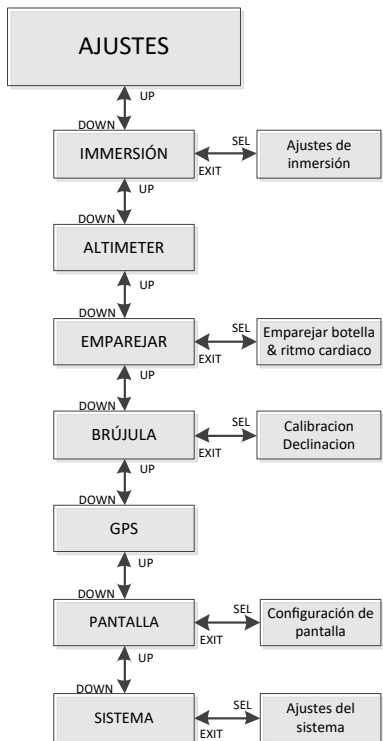 AJUSTES
UP
DOWN
IMMERSIÓN
SEL
EXIT
Ajustes de
inmersión
UP
DOWN
ALTIMETER
UP
DOWN
EMPAREJAR
SEL
EXIT
Emparejar botella
& ritmo cardiaco
UP
DOWN
BRÚJULA
SEL
EXIT
Calibracion
Declinacion
UP
DOWN
GPS
UP
DOWN
PANTALLA
SEL
EXIT
Configuración de
pantalla
UP
DOWN
SISTEMA
SEL
EXIT
Ajustes del
sistema